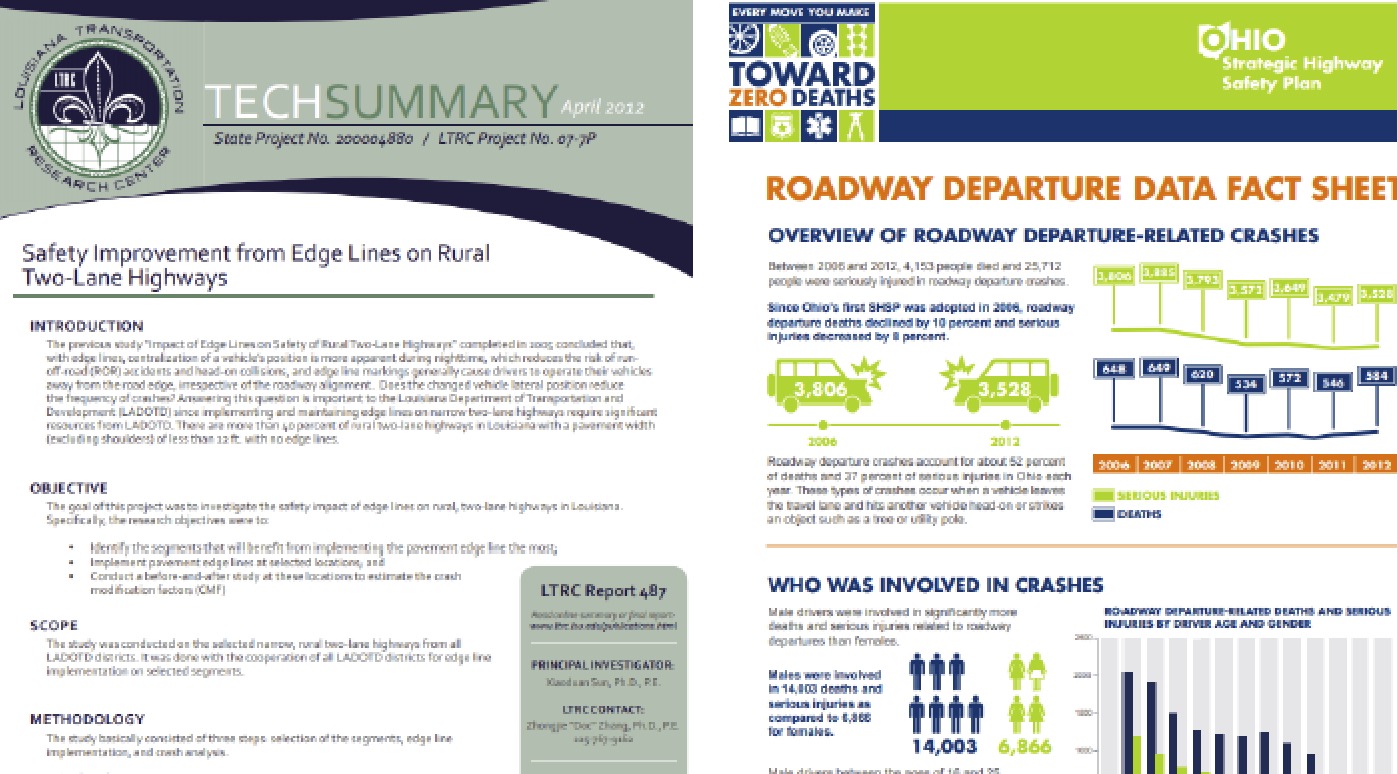 LOUISIANA TRANSPORTATION
RESEARCH CENTER
LTRC
TECHSUMMARY April 2012
State Project No. 200004880 / LTRC Project No. 07-7P
Safety Improvement from Edge Lines on Rural
Two-Lane Highways
INTRODUCTION
The previous study "Impact of Edge Lines on Safety of Rural Two-Lane Highways" completed in 2005 concluded that,
with edge lines, centralization of a vehicle's position is more apparent during nighttime, which reduces the risk of run-
off-road (ROR) accidents and head-on collisions, and edge line markings generally cause drivers to operate their vehicles
away from the road edge, irrespective of the roadway alignment. Does the changed vehicle lateral position reduce
the frequency of crashes? Answering this question is important to the Louisiana Department of Transportation and
Development (LADOTD) since implementing and maintaining edge lines on narrow two-lane highways require significant
resources from LADOTD. There are more than 40 percent of rural two-lane highways in Louisiana with a pavement width
(excluding shoulders) of less than 22 ft. with no edge lines.
OBJECTIVE
The goal of this project was to investigate the safety impact of edge lines on rural, two-lane highways in Louisiana.
Specifically, the research objectives were to:
• Identify the segments that will benefit from implementing the pavement edge line the most;
• Implement pavement edge lines at selected locations; and
• Conduct a before-and-after study at these locations to estimate the crash
modification factors (CMF)
SCOPE
The study was conducted on the selected narrow, rural two-lane highways from all
LADOTD districts. It was done with the cooperation of all LADOTD districts for edge line
implementation on selected segments.
METHODOLOGY
The study basically consisted of three steps: selection of the segments, edge line
implementation, and crash analysis.
LTRC Report 487
Read online summary or final report:
www.ltrc.lsu.edu/publications.html
PRINCIPAL INVESTIGATOR:
Xiaoduan Sun, Ph.D., P.E.
LTRC CONTACT:
Zhongjie "Doc" Zhang, Ph.D., P.E.
EVERY MOVE YOU MAKE
TOWARD
ZERO DEATHS
OHIO
Strategic Highway
Safety Plan
ROADWAY DEPARTURE DATA FACT SHEET
OVERVIEW OF ROADWAY DEPARTURE-RELATED CRASHES
Between 2006 and 2012, 4,153 people died and 25,712
people were seriously injured in roadway departure crashes.
Since Ohio's first SHSP was adopted in 2006, roadway
departure deaths declined by 10 percent and serious
injuries decreased by 8 percent.
3,806 3,528
2006 2012
Roadway departure crashes account for about 52 percent
of deaths and 37 percent of serious injuries in Ohio each
year. These types of crashes occur when a vehicle leaves
the travel lane and hits another vehicle head-on or strikes
an object such as a tree or utility pole.
3,806 3,885 3,793 3,572 3,649 3,479 3,528
648 649 620 534 572 546 584
2006 2007 2008 2009 2010 2011 2012
SERIOUS INJURIES
DEATHS
WHO WAS INVOLVED IN CRASHES
Male drivers were involved in significantly more
deaths and serious injuries related to roadway
departures than females.
Males were involved
in 14,003 deaths and
serious injuries as
compared to 6,866
for females.
14,003 6,866
Male drivers between the ages of 16 and 25
ROADWAY DEPARTURE-RELATED DEATHS AND SERIOUS
INJURIES BY DRIVER AGE AND GENDER
2500
2000
1500
1000